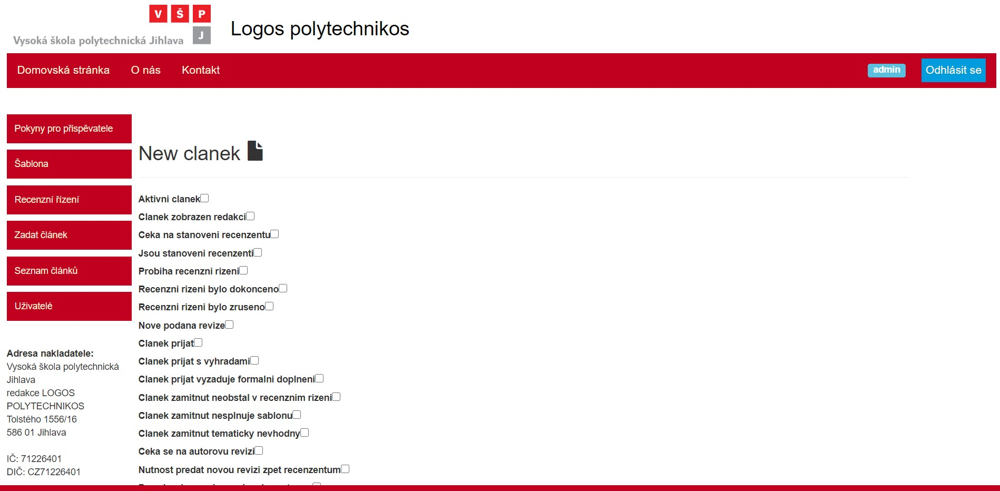 V Š P
J
Vysoká škola polytechnická Jihlava
Logos polytechnikos
Domovská stránka O nás Kontakt admin Odhlásit se
Pokyny pro přispěvatele
Šablona
Recenzní řízení
Zadat článek
Seznam článků
Uživatelé
Adresa nakladatele:
Vysoká škola polytechnická
Jihlava
redakce LOGOS
POLYTECHNIKOS
Tolstého 1556/16
586 01 Jihlava
IČ: 71226401
DIČ: CZ71226401
New clanek
Aktivni clanek
Clanek zobrazen redakci
Ceka na stanoveni recenzentu
Jsou stanoveni recenzenti
Probiha recenzni rizeni
Recenzni rizeni bylo dokonceno
Recenzni rizeni bylo zruseno
Nove podana revize
Clanek prijat
Clanek prijat s vyhradami
Clanek prijat vyzaduje formalni doplneni
Clanek zamitnut neobstal v recenznim rizeni
Clanek zamitnut nesplnuje sablonu
Clanek zamitnut tematicky nevhodny
Ceka se na autorovu revizi
Nutnost predat novou revizi zpet recenzentum